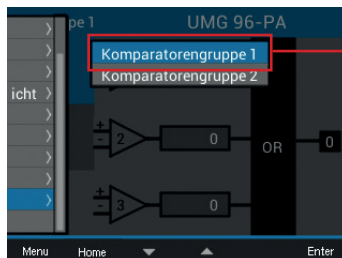 pe 1
UMG 96-PA
Komparatorengruppe 1
Komparatorengruppe 2
icht
+
-
2
0
OR
0
+
-
3
0
Menu
Home
Enter